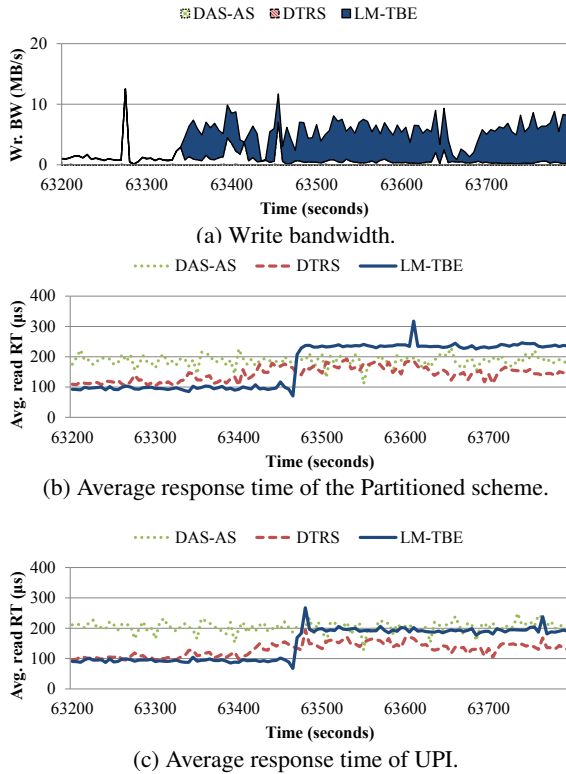 DAS-AS DTRS LM-TBE
20
10
0
Wr. BW (MB/s)
63200 63300 63400 63500 63600 63700
Time (seconds)
(a) Write bandwidth.
DAS-AS DTRS LM-TBE
400
300
200
100
0
Avg. read RT (μs)
63200 63300 63400 63500 63600 63700
Time (seconds)
(b) Average response time of the Partitioned scheme.
DAS-AS DTRS LM-TBE
400
300
200
100
0
Avg. read RT (μs)
63200 63300 63400 63500 63600 63700
Time (seconds)
(c) Average response time of UPI.